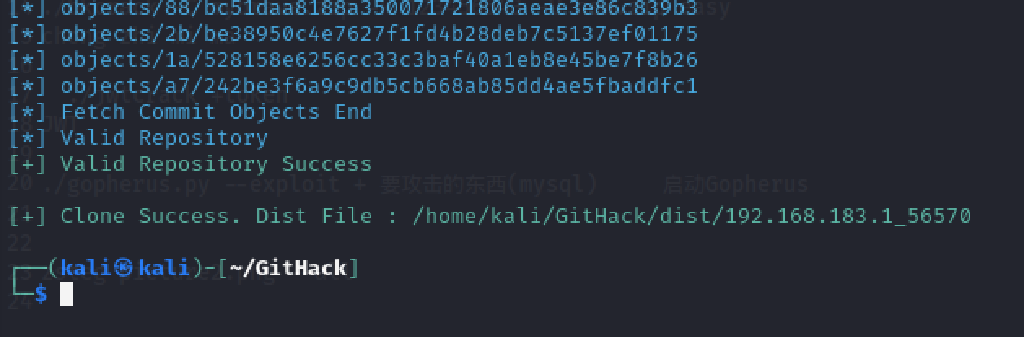 [*] objects/88/bc51daa8188a350071721806aeae3e86c839b3
[*] objects/2b/be38950c4e7627f1fd4b28deb7c5137ef01175
[*] objects/1a/528158e6256cc33c3baf40a1eb8e45be7f8b26
[*] objects/a7/242be3f6a9c9db5cb668ab85dd4ae5fbaddfc1
[*] Fetch Commit Objects End
[*] Valid Repository
[+] Valid Repository Success
20 ./gopherus.py --exploit + 要攻击的东西(mysql) 启动Gopherus
[+] Clone Success. Dist File : /home/kali/GitHack/dist/192.168.183.1_56570
22
┌──(kali㉿kali)-[~/GitHack]
└─$